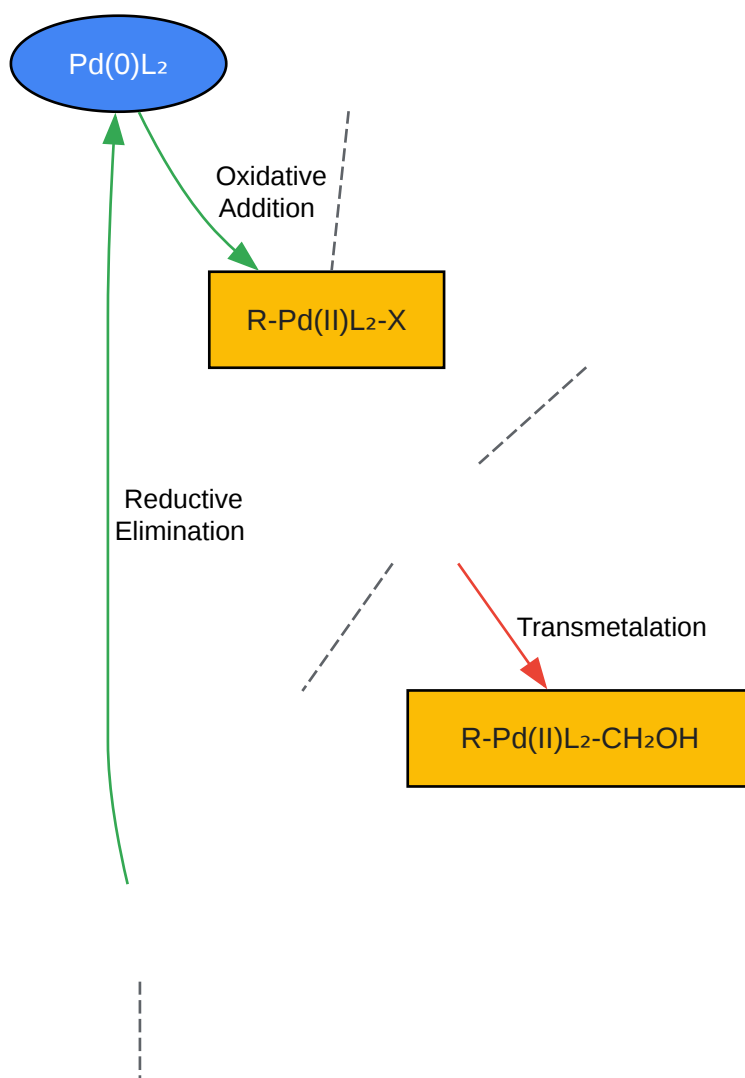 Pd(0)L₂
Oxidative
Addition
R-Pd(II)L₂-X
Reductive
Elimination
Transmetalation
R-Pd(II)L₂-CH₂OH